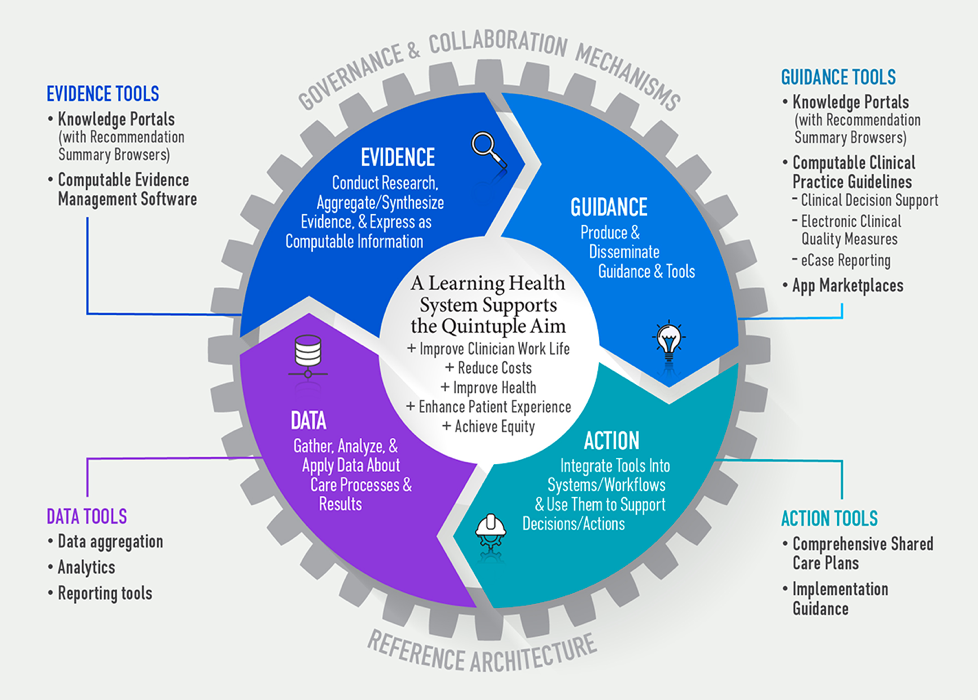 GOVERNANCE & COLLABORATION MECHANISMS
EVIDENCE TOOLS
• Knowledge Portals
(with Recommendation
Summary Browsers)
• Computable Evidence
Management Software
GUIDANCE TOOLS
• Knowledge Portals
(with Recommendation
Summary Browsers)
• Computable Clinical
Practice Guidelines
- Clinical Decision Support
- Electronic Clinical
Quality Measures
- eCase Reporting
• App Marketplaces
EVIDENCE
Conduct Research,
Aggregate/Synthesize
Evidence, & Express as
Computable Information
GUIDANCE
Produce &
Disseminate
Guidance & Tools
A Learning Health
System Supports
the Quintuple Aim
+ Improve Clinician Work Life
+ Reduce Costs
+ Improve Health
+ Enhance Patient Experience
+ Achieve Equity
DATA
Gather, Analyze, &
Apply Data About
Care Processes &
Results
ACTION
Integrate Tools Into
Systems/Workflows
& Use Them to Support
Decisions/Actions
DATA TOOLS
• Data aggregation
• Analytics
• Reporting tools
ACTION TOOLS
• Comprehensive Shared
Care Plans
• Implementation
Guidance
REFERENCE ARCHITECTURE